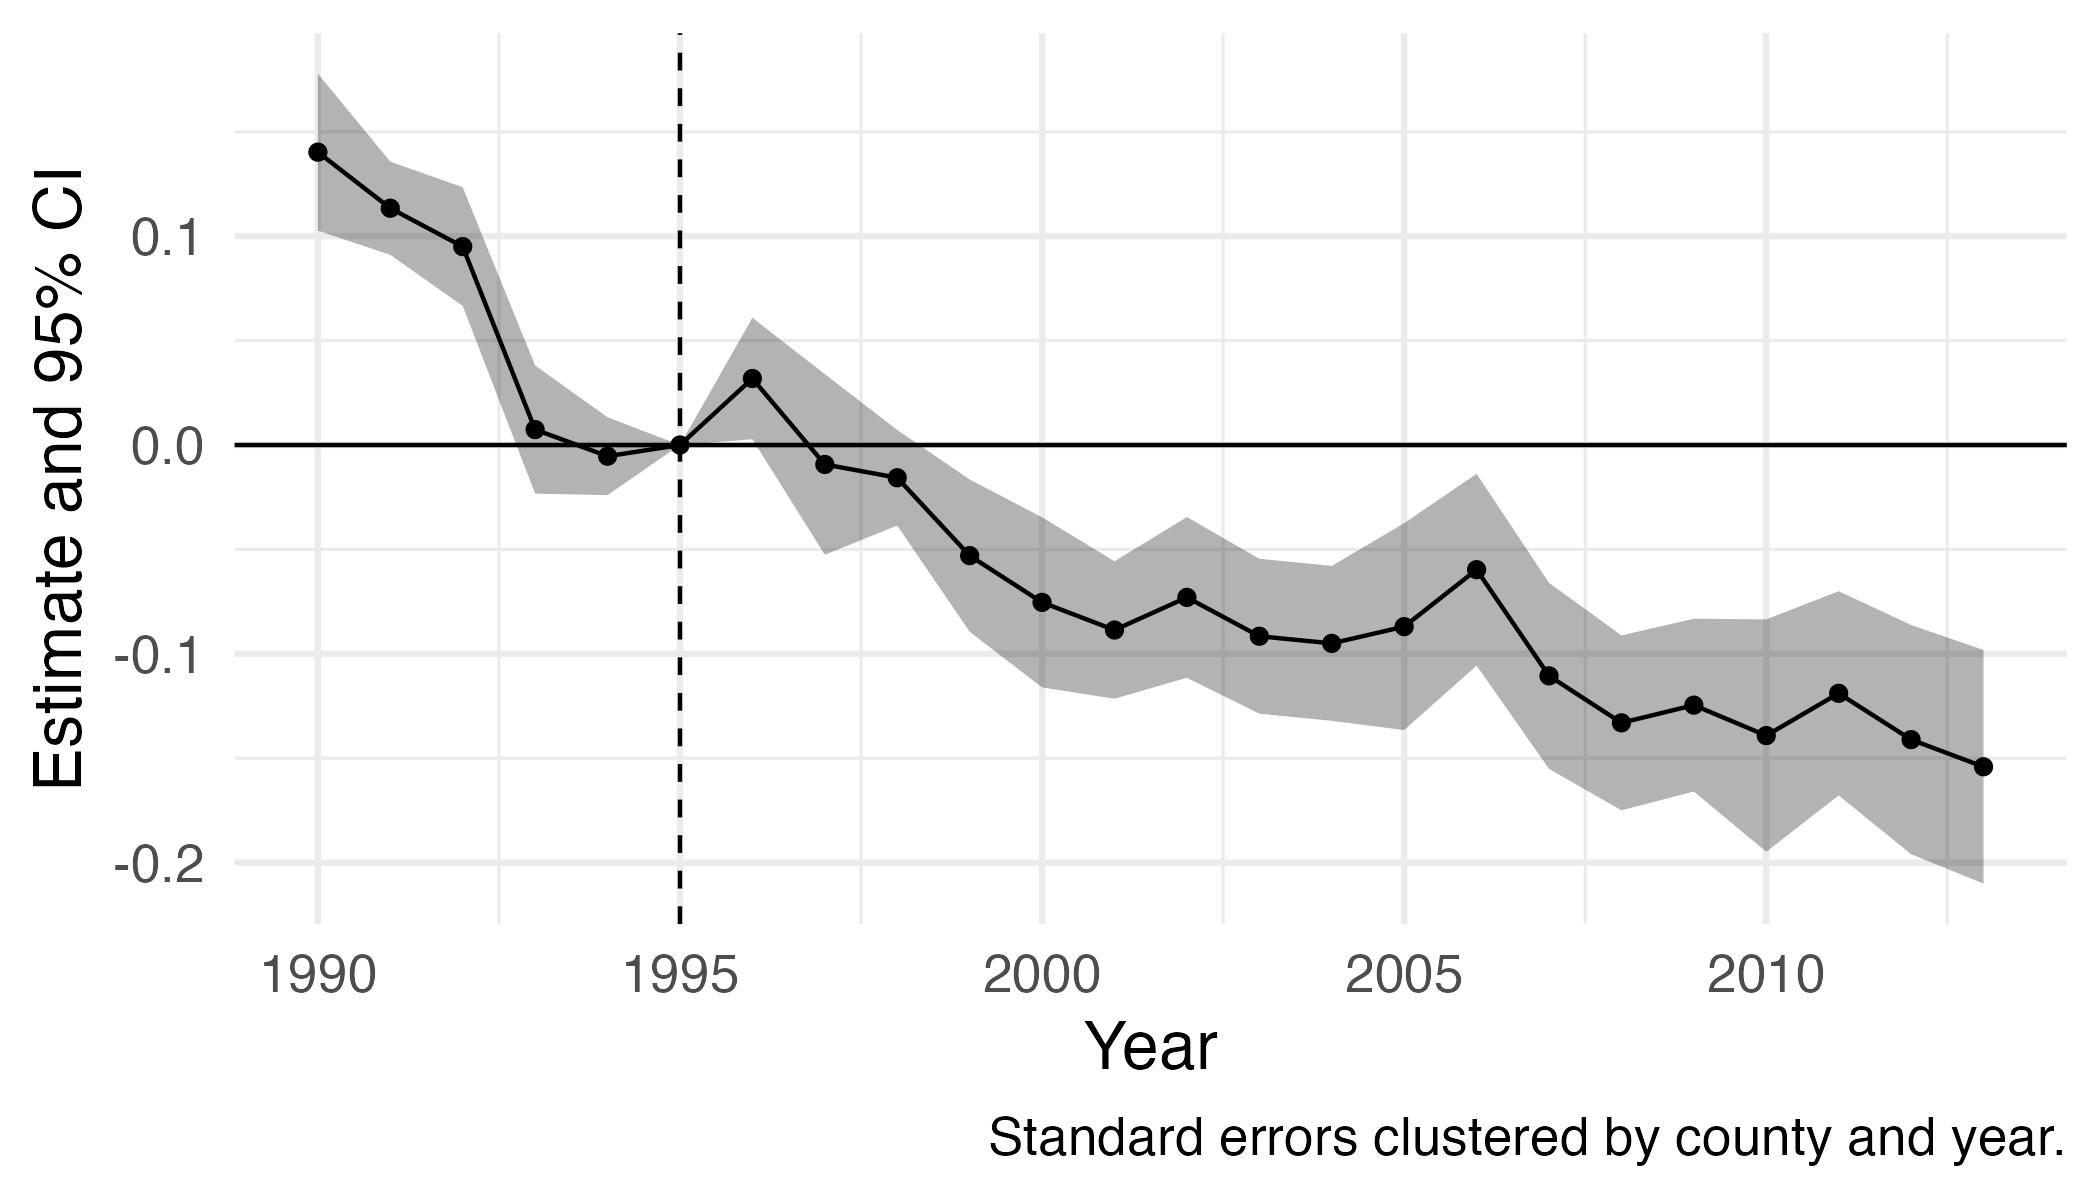 Estimate and 95% CI
0.1
0.0
-0.1
-0.2
1990 1995 2000 2005 2010
Year
Standard errors clustered by county and year.